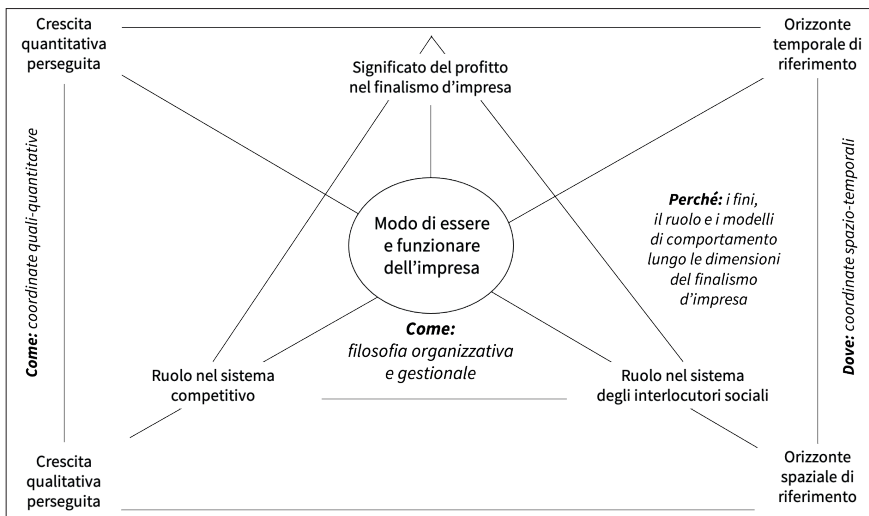 Crescita
quantitativa
perseguita
Orizzonte
temporale di
riferimento
Significato del profitto
nel finalismo d’impresa
Come: coordinate quali-quantitative
Modo di essere
e funzionare
dell’impresa
Perché: i fini,
il ruolo e i modelli
di comportamento
lungo le dimensioni
del finalismo
d’impresa
Dove: coordinate spazio-temporali
Come:
filosofia organizzativa
e gestionale
Ruolo nel sistema
competitivo
Ruolo nel sistema
degli interlocutori sociali
Crescita
qualitativa
perseguita
Orizzonte
spaziale di
riferimento